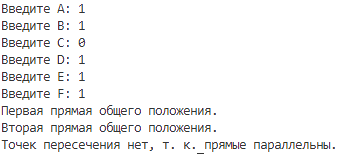 Введите A: 1
Введите B: 1
Введите C: 0
Введите D: 1
Введите E: 1
Введите F: 1
Первая прямая общего положения.
Вторая прямая общего положения.
Точек пересечения нет, т. к._прямые параллельны.